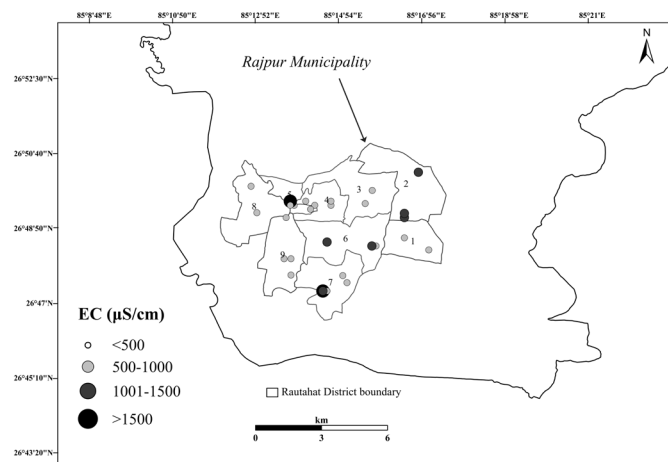 85°8'48"E 85°10'50"E 85°12'52"E 85°14'54"E 85°16'56"E 85°18'58"E 85°21'E
N
26°52'30"N
Rajpur Municipality
26°50'40"N
2
3
5
4
8
26°48'50"N
6
1
9
7
26°47'N
EC (µS/cm)
<500
500-1000
1001-1500
>1500
26°45'10"N
Rautahat District boundary
km
0 3 6
26°43'20"N